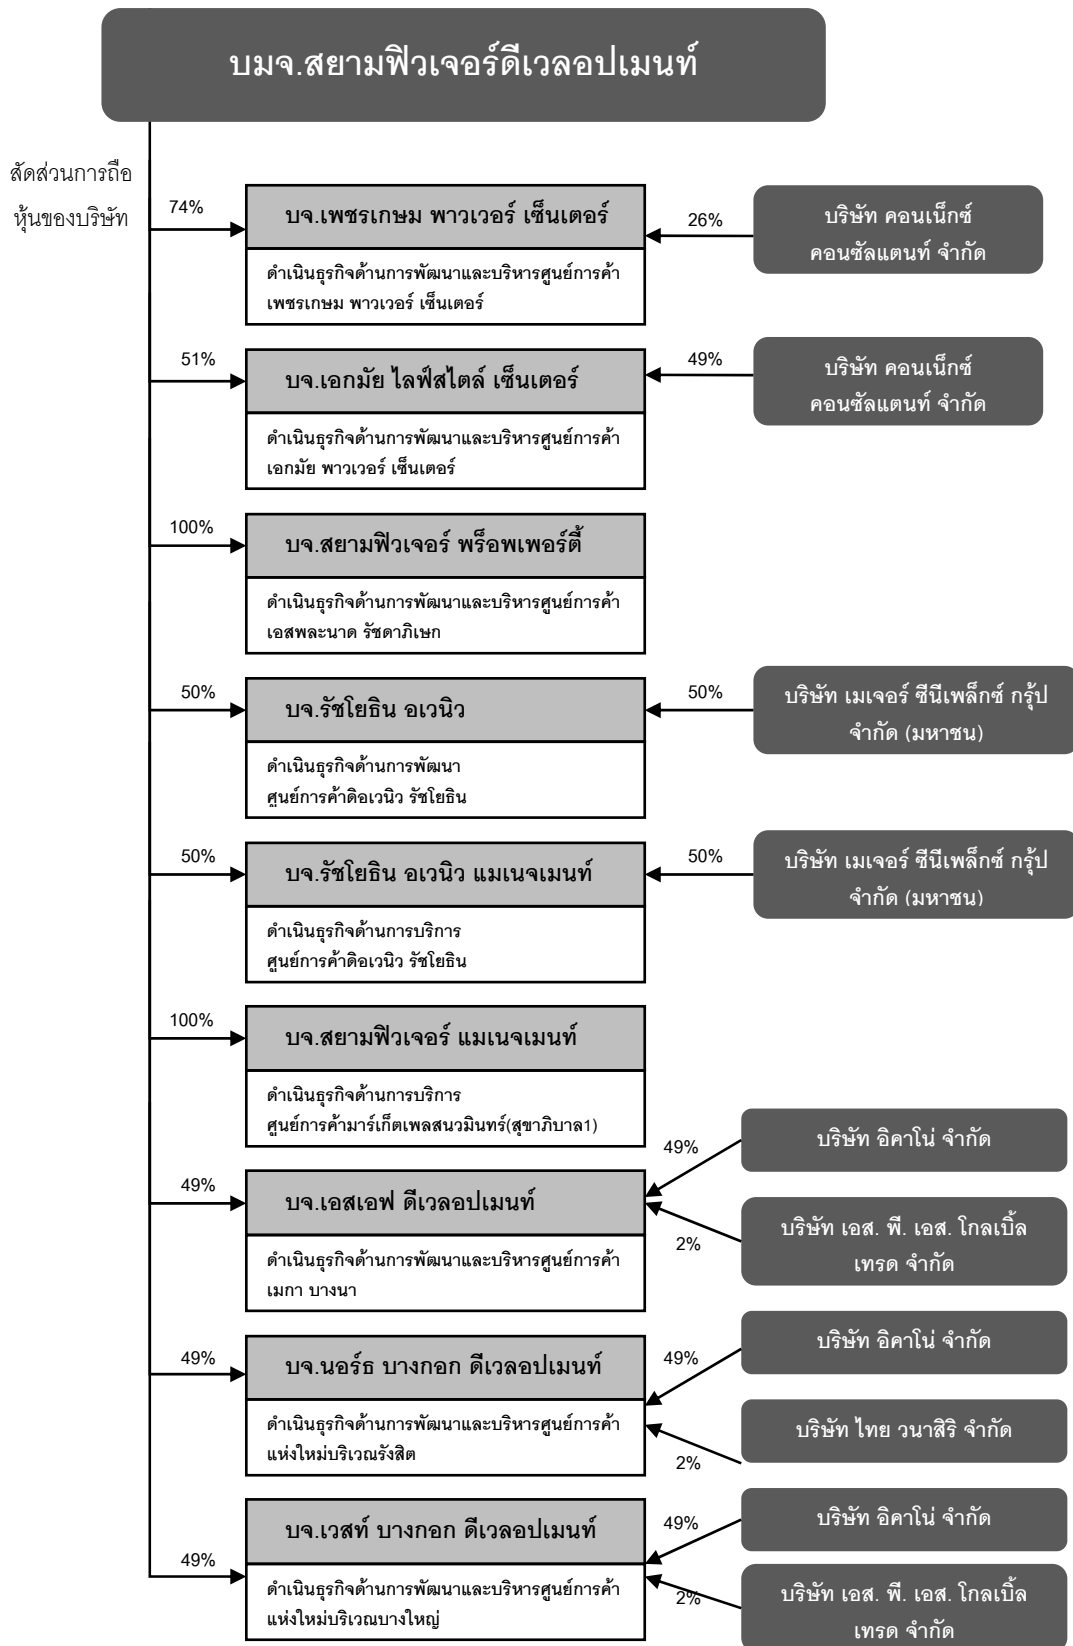 บมจ.สยามฟิวเจอร์ดีเวลอปเมนท์
สัดส่วนการถือ
หุ้นของบริษัท
74%
บจ.เพชรเกษม พาวเวอร์ เซ็นเตอร์
26%
บริษัท คอนเน็กซ์
คอนซัลแตนท์ จำกัด
ดำเนินธุรกิจด้านการพัฒนาและบริหารศูนย์การค้า
เพชรเกษม พาวเวอร์ เซ็นเตอร์
51%
บจ.เอกมัย ไลฟ์สไตล์ เซ็นเตอร์
49%
บริษัท คอนเน็กซ์
คอนซัลแตนท์ จำกัด
ดำเนินธุรกิจด้านการพัฒนาและบริหารศูนย์การค้า
เอกมัย พาวเวอร์ เซ็นเตอร์
100%
บจ.สยามฟิวเจอร์ พร็อพเพอร์ตี้
ดำเนินธุรกิจด้านการพัฒนาและบริหารศูนย์การค้า
เอสพละนาด รัชดาภิเษก
50%
บจ.รัชโยธิน อเวนิว
50%
บริษัท เมเจอร์ ซีนีเพล็กซ์ กรุ้ป
จำกัด (มหาชน)
ดำเนินธุรกิจด้านการพัฒนา
ศูนย์การค้าดิอเวนิว รัชโยธิน
50%
บจ.รัชโยธิน อเวนิว แมเนจเมนท์
50%
บริษัท เมเจอร์ ซีนีเพล็กซ์ กรุ้ป
จำกัด (มหาชน)
ดำเนินธุรกิจด้านการบริการ
ศูนย์การค้าดิอเวนิว รัชโยธิน
100%
บจ.สยามฟิวเจอร์ แมเนจเมนท์
ดำเนินธุรกิจด้านการบริการ
ศูนย์การค้ามาร์เก็ตเพลสนวมินทร์(สุขาภิบาล1)
49%
บจ.เอสเอฟ ดีเวลอปเมนท์
49%
บริษัท อิคาโน่ จำกัด
2%
บริษัท เอส. พี. เอส. โกลเบิ้ล
เทรด จำกัด
ดำเนินธุรกิจด้านการพัฒนาและบริหารศูนย์การค้า
เมกา บางนา
49%
บจ.นอร์ธ บางกอก ดีเวลอปเมนท์
49%
บริษัท อิคาโน่ จำกัด
ดำเนินธุรกิจด้านการพัฒนาและบริหารศูนย์การค้า
แห่งใหม่บริเวณรังสิต
2%
บริษัท ไทย วนาสิริ จำกัด
49%
บจ.เวสท์ บางกอก ดีเวลอปเมนท์
49%
บริษัท อิคาโน่ จำกัด
ดำเนินธุรกิจด้านการพัฒนาและบริหารศูนย์การค้า
แห่งใหม่บริเวณบางใหญ่
2%
บริษัท เอส. พี. เอส. โกลเบิ้ล
เทรด จำกัด